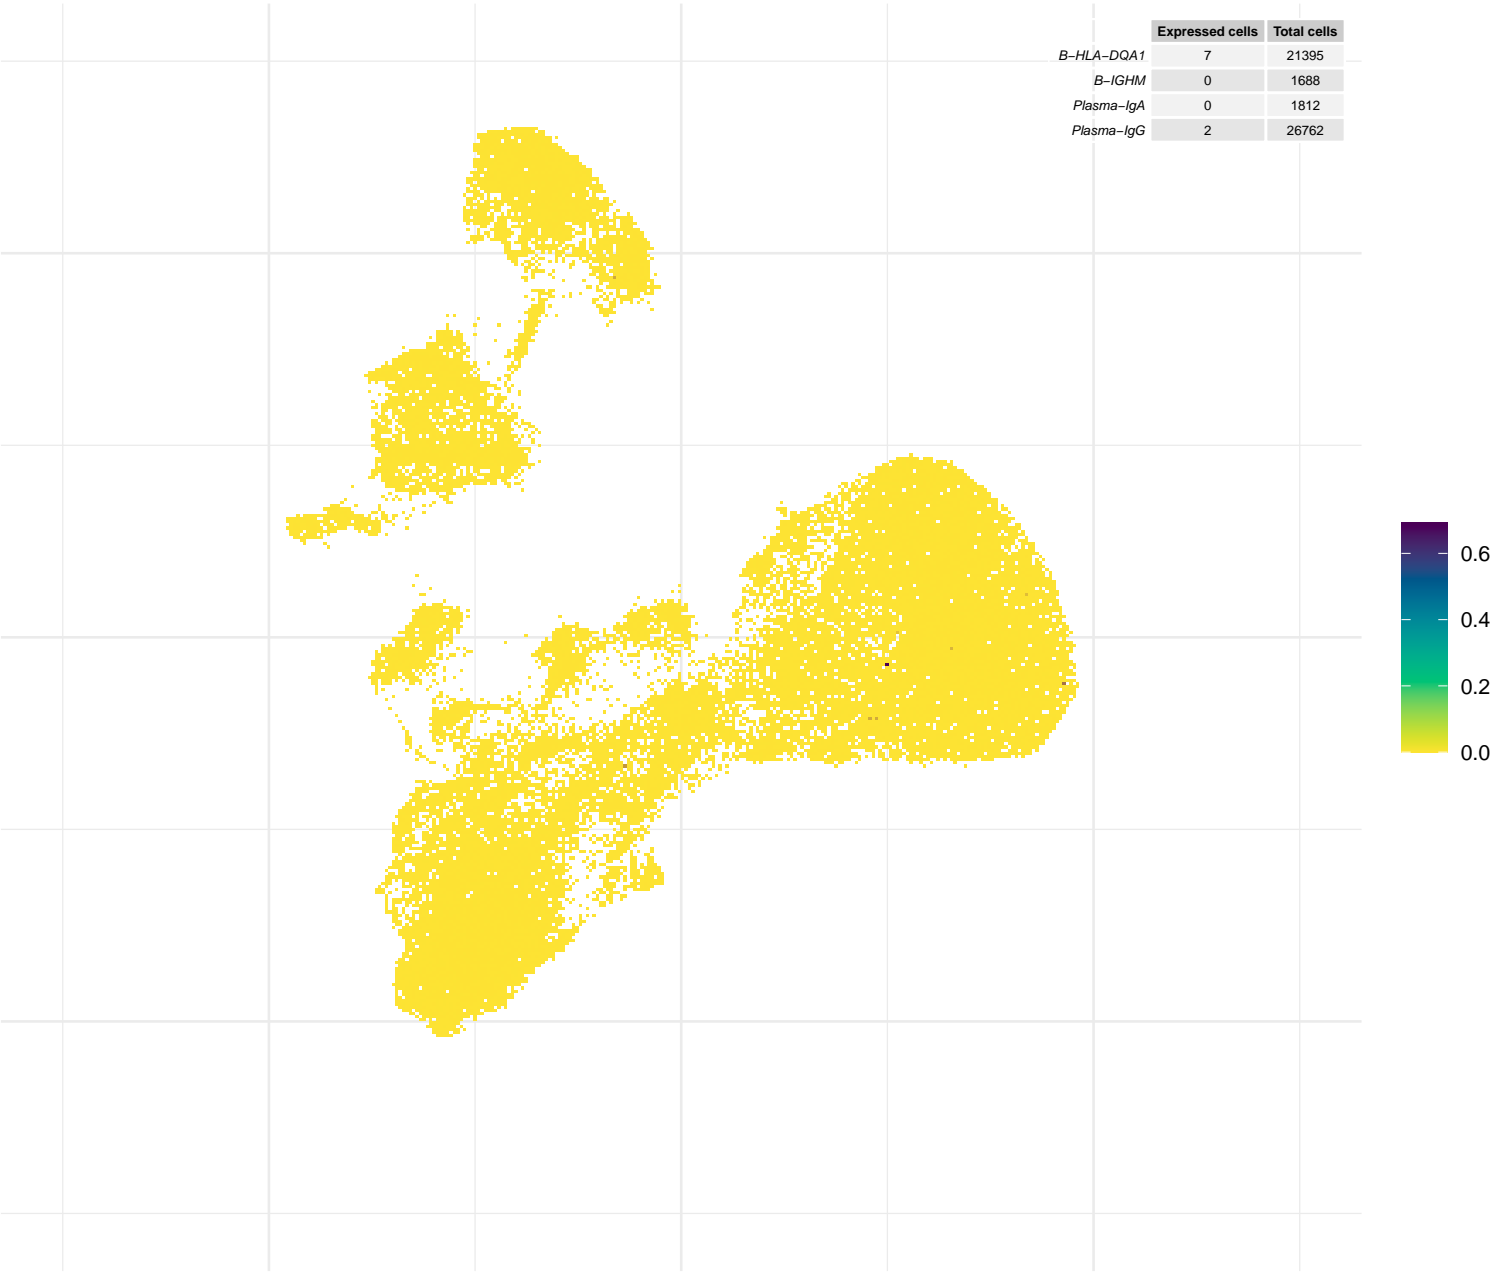 Expressed cells Total cells
B−HLA−DQA1 7 21395
B−IGHM 0 1688
Plasma−IgA 0 1812
Plasma−IgG 2 26762
0.6
0.4
0.2
0.0